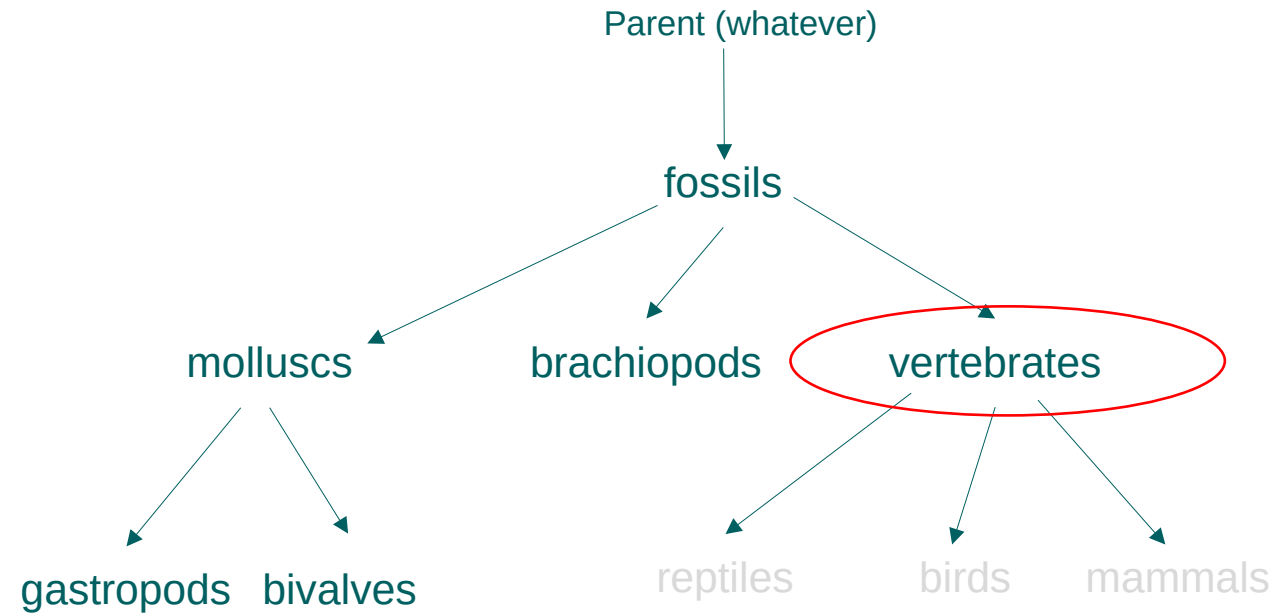 Parent (whatever)
fossils
molluscs
brachiopods
vertebrates
gastropods
bivalves
reptiles
birds
mammals